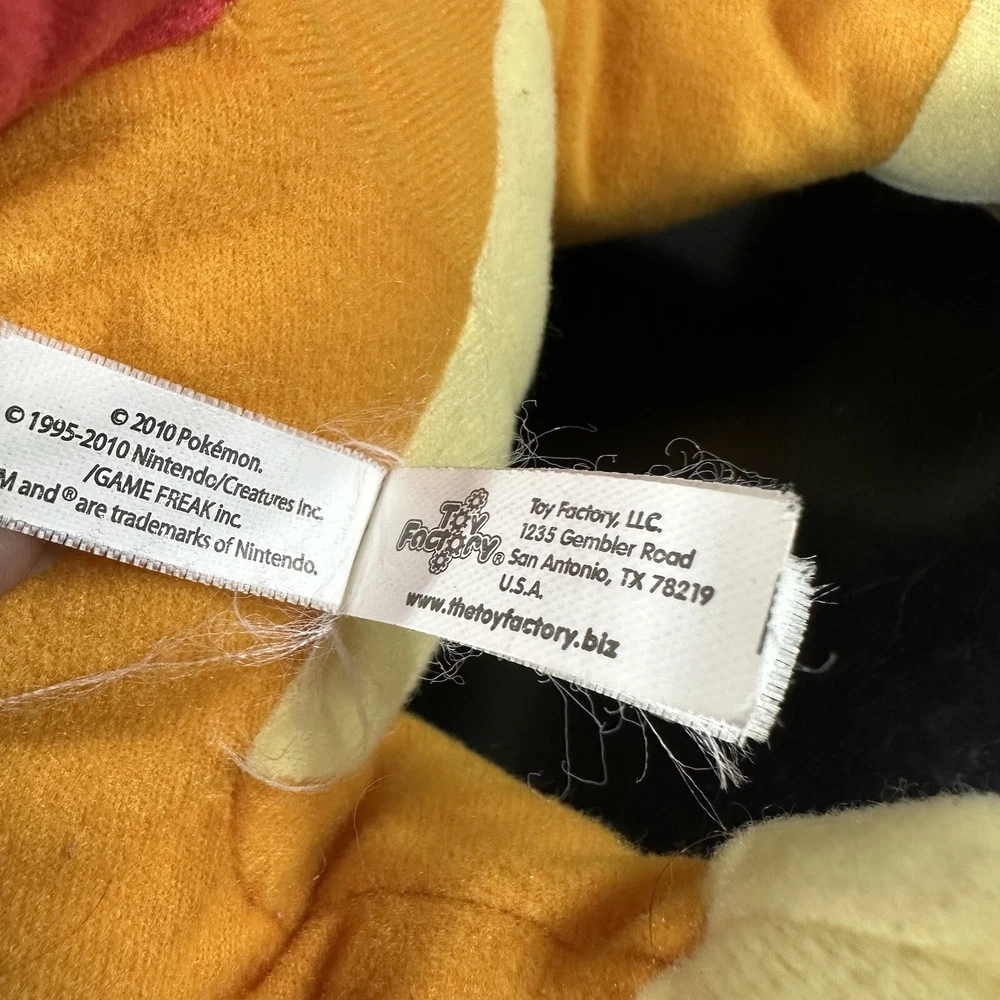 © 2010 Pokémon.
© 1995-2010 Nintendo/Creatures Inc.
/GAME FREAK inc.
and ® are trademarks of Nintendo.
Toy Factory®
Toy Factory, LLC.
1235 Gembler Road
San Antonio, TX 78219
U.S.A.
www.thetoyfactory.biz